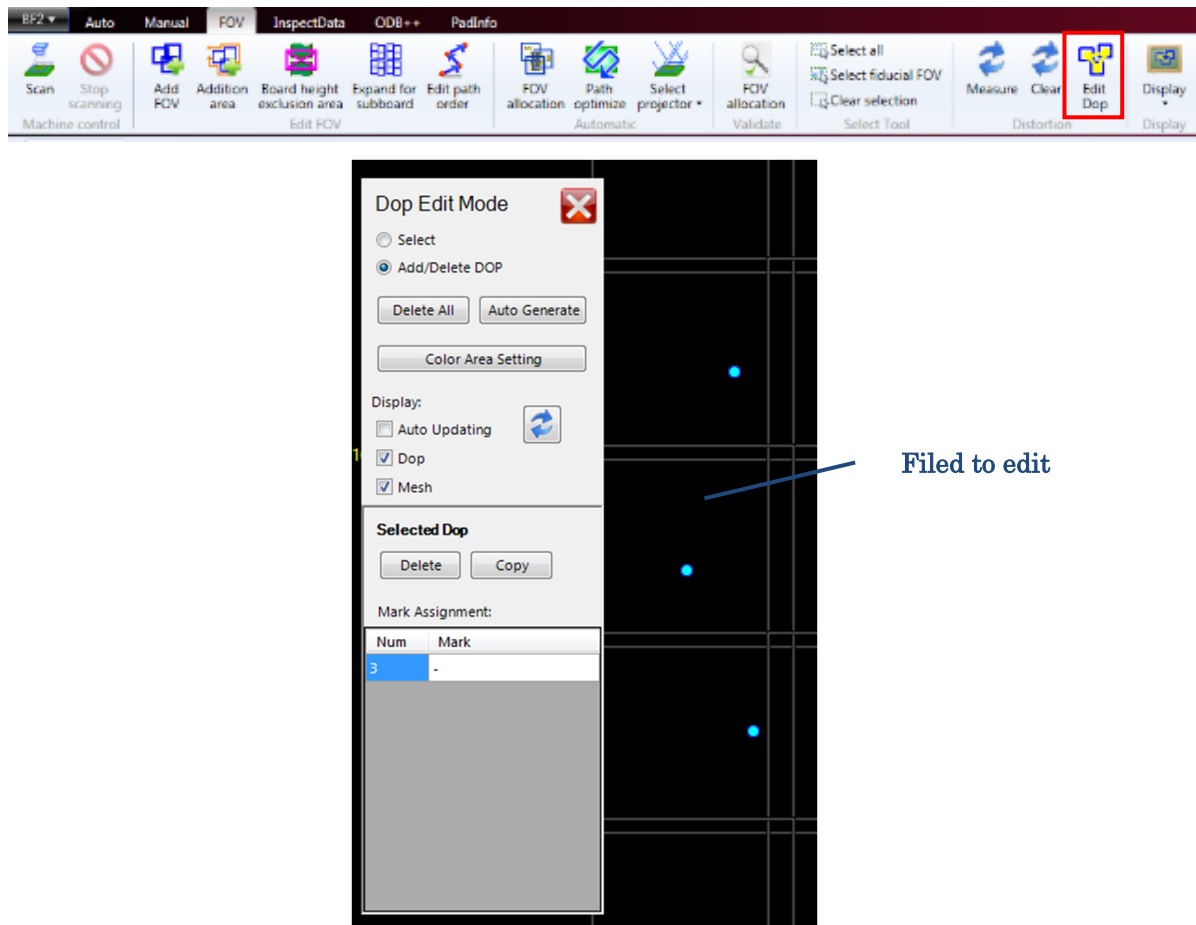 BF2 Auto Manual FOV InspectData ODB++ PadInfo
Scan Stop scanning Add FOV Addition area Board height exclusion area Expand for subboard Edit path order FOV allocation Path optimize Select projector FOV allocation Select all Select fiducial FOV Clear selection Measure Clear Edit Dop Display
Machine control Edit FOV Automatic Validate Select Tool Distortion Display
Dop Edit Mode
Select
Add/Delete DOP
Delete All Auto Generate
Color Area Setting
Display:
Auto Updating
Dop
Mesh
Filed to edit
Selected Dop
Delete Copy
Mark Assignment:
Num Mark
3 -